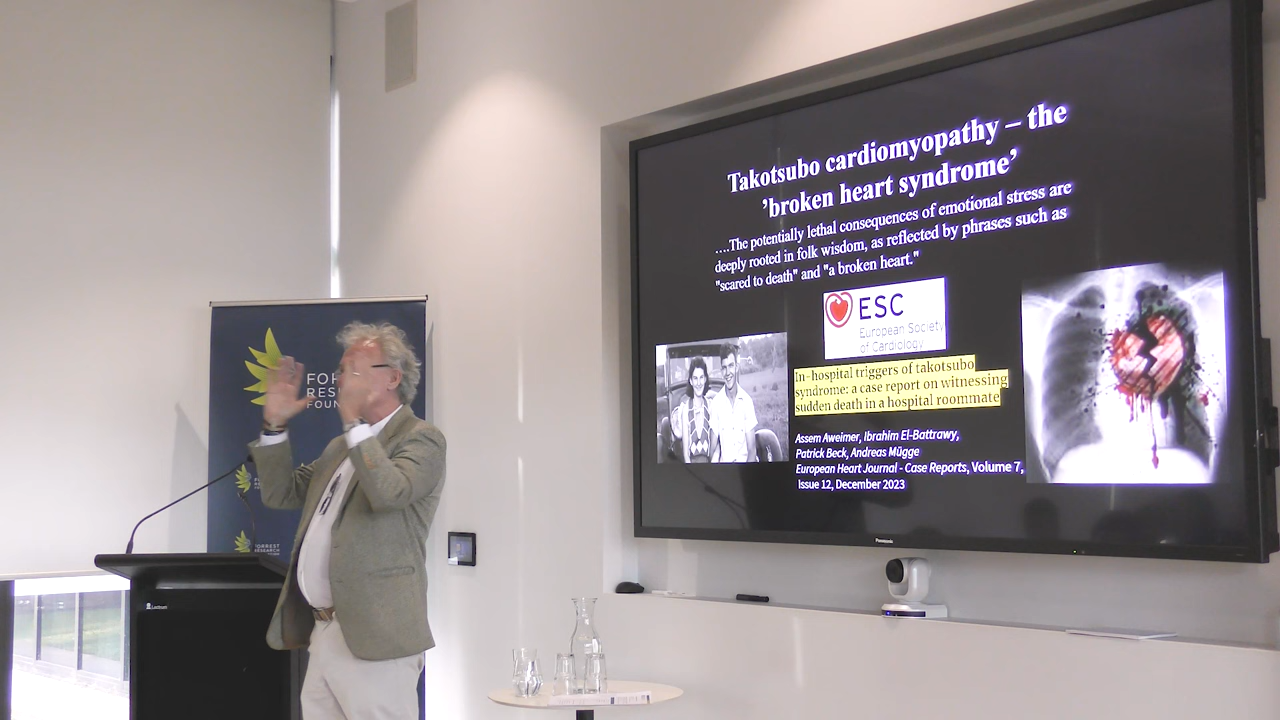 Takotsubo cardiomyopathy – the
’broken heart syndrome’
....The potentially lethal consequences of emotional stress are
deeply rooted in folk wisdom, as reflected by phrases such as
"scared to death" and "a broken heart."
ESC
European Society
of Cardiology
In-hospital triggers of takotsubo
syndrome: a case report on witnessing
sudden death in a hospital roommate
Assem Aweimer, Ibrahim El-Battrawy,
Patrick Beck, Andreas Mügge
European Heart Journal - Case Reports, Volume 7,
Issue 12, December 2023
Panasonic
FORREST
RESEARCH
Lectrum